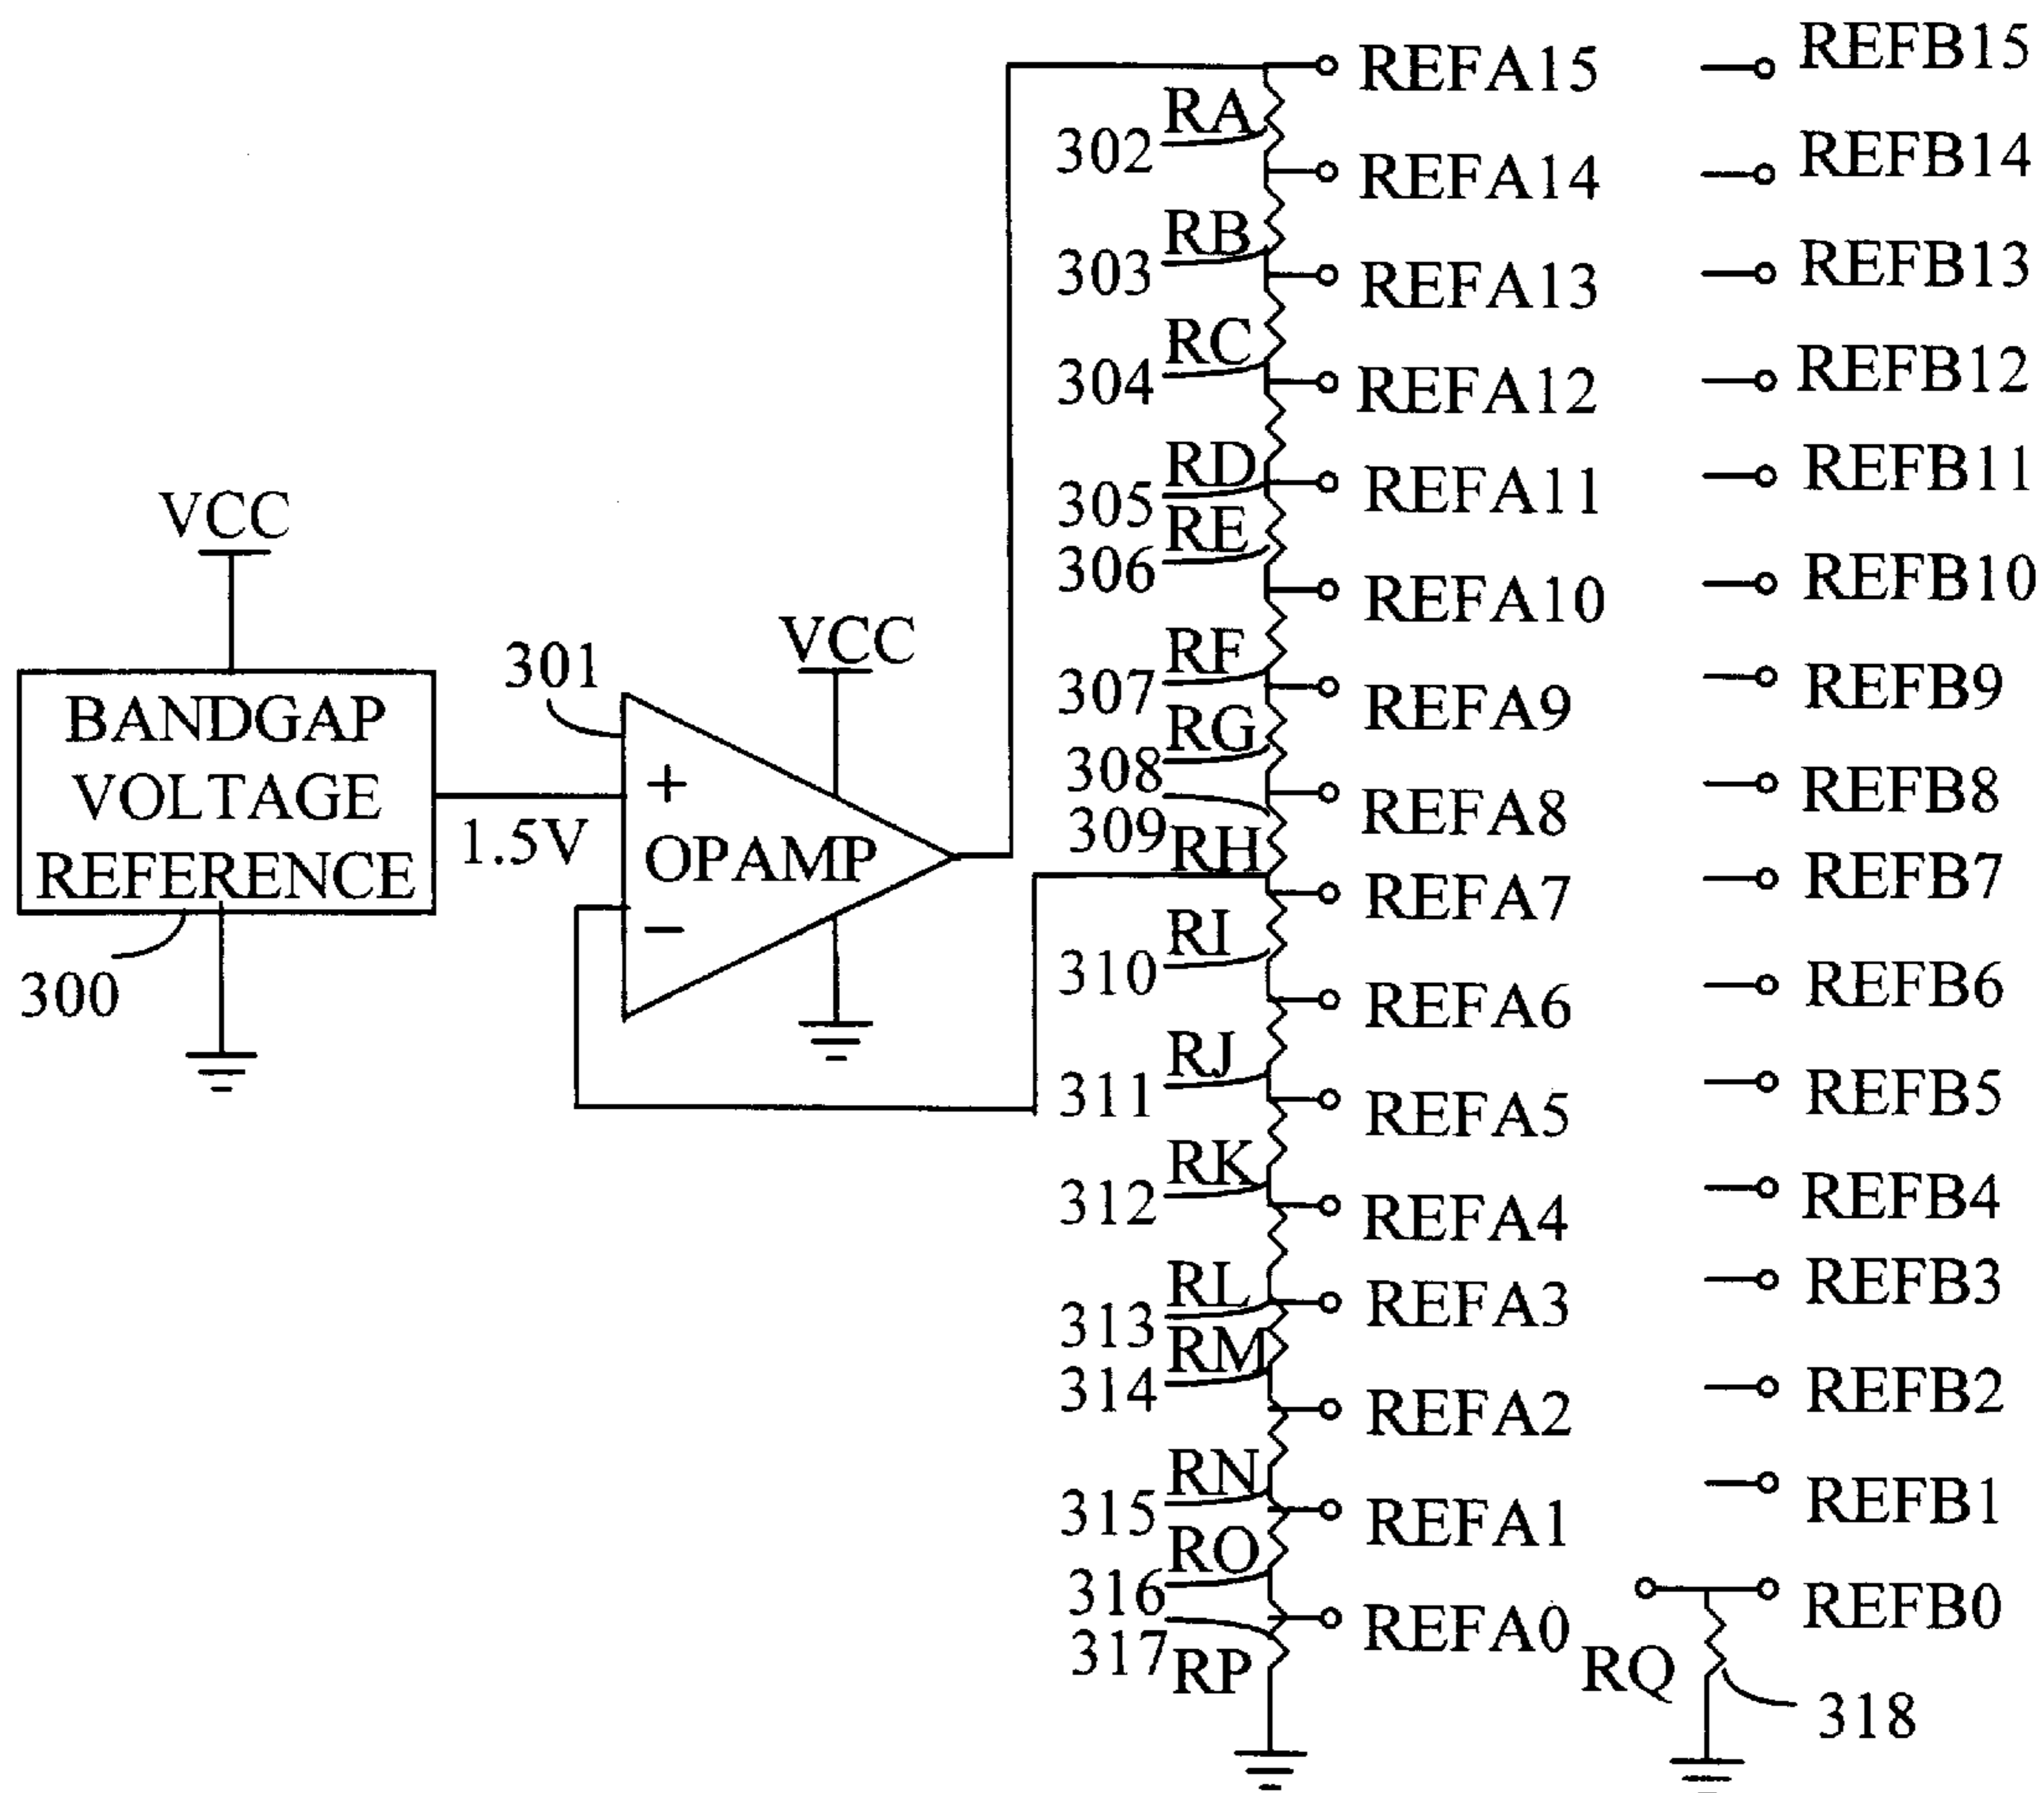 VCC
BANDGAP
VOLTAGE
REFERENCE
300
1.5V
301
VCC
+
OPAMP
−
RA
302
RB
303
RC
304
RD
305
RE
306
RF
307
RG
308
309
RH
RI
310
RJ
311
RK
312
RL
313
RM
314
RN
315
RO
316
317
RP
REFA15
REFA14
REFA13
REFA12
REFA11
REFA10
REFA9
REFA8
REFA7
REFA6
REFA5
REFA4
REFA3
REFA2
REFA1
REFA0
REFB15
REFB14
REFB13
REFB12
REFB11
REFB10
REFB9
REFB8
REFB7
REFB6
REFB5
REFB4
REFB3
REFB2
REFB1
REFB0
RQ
318